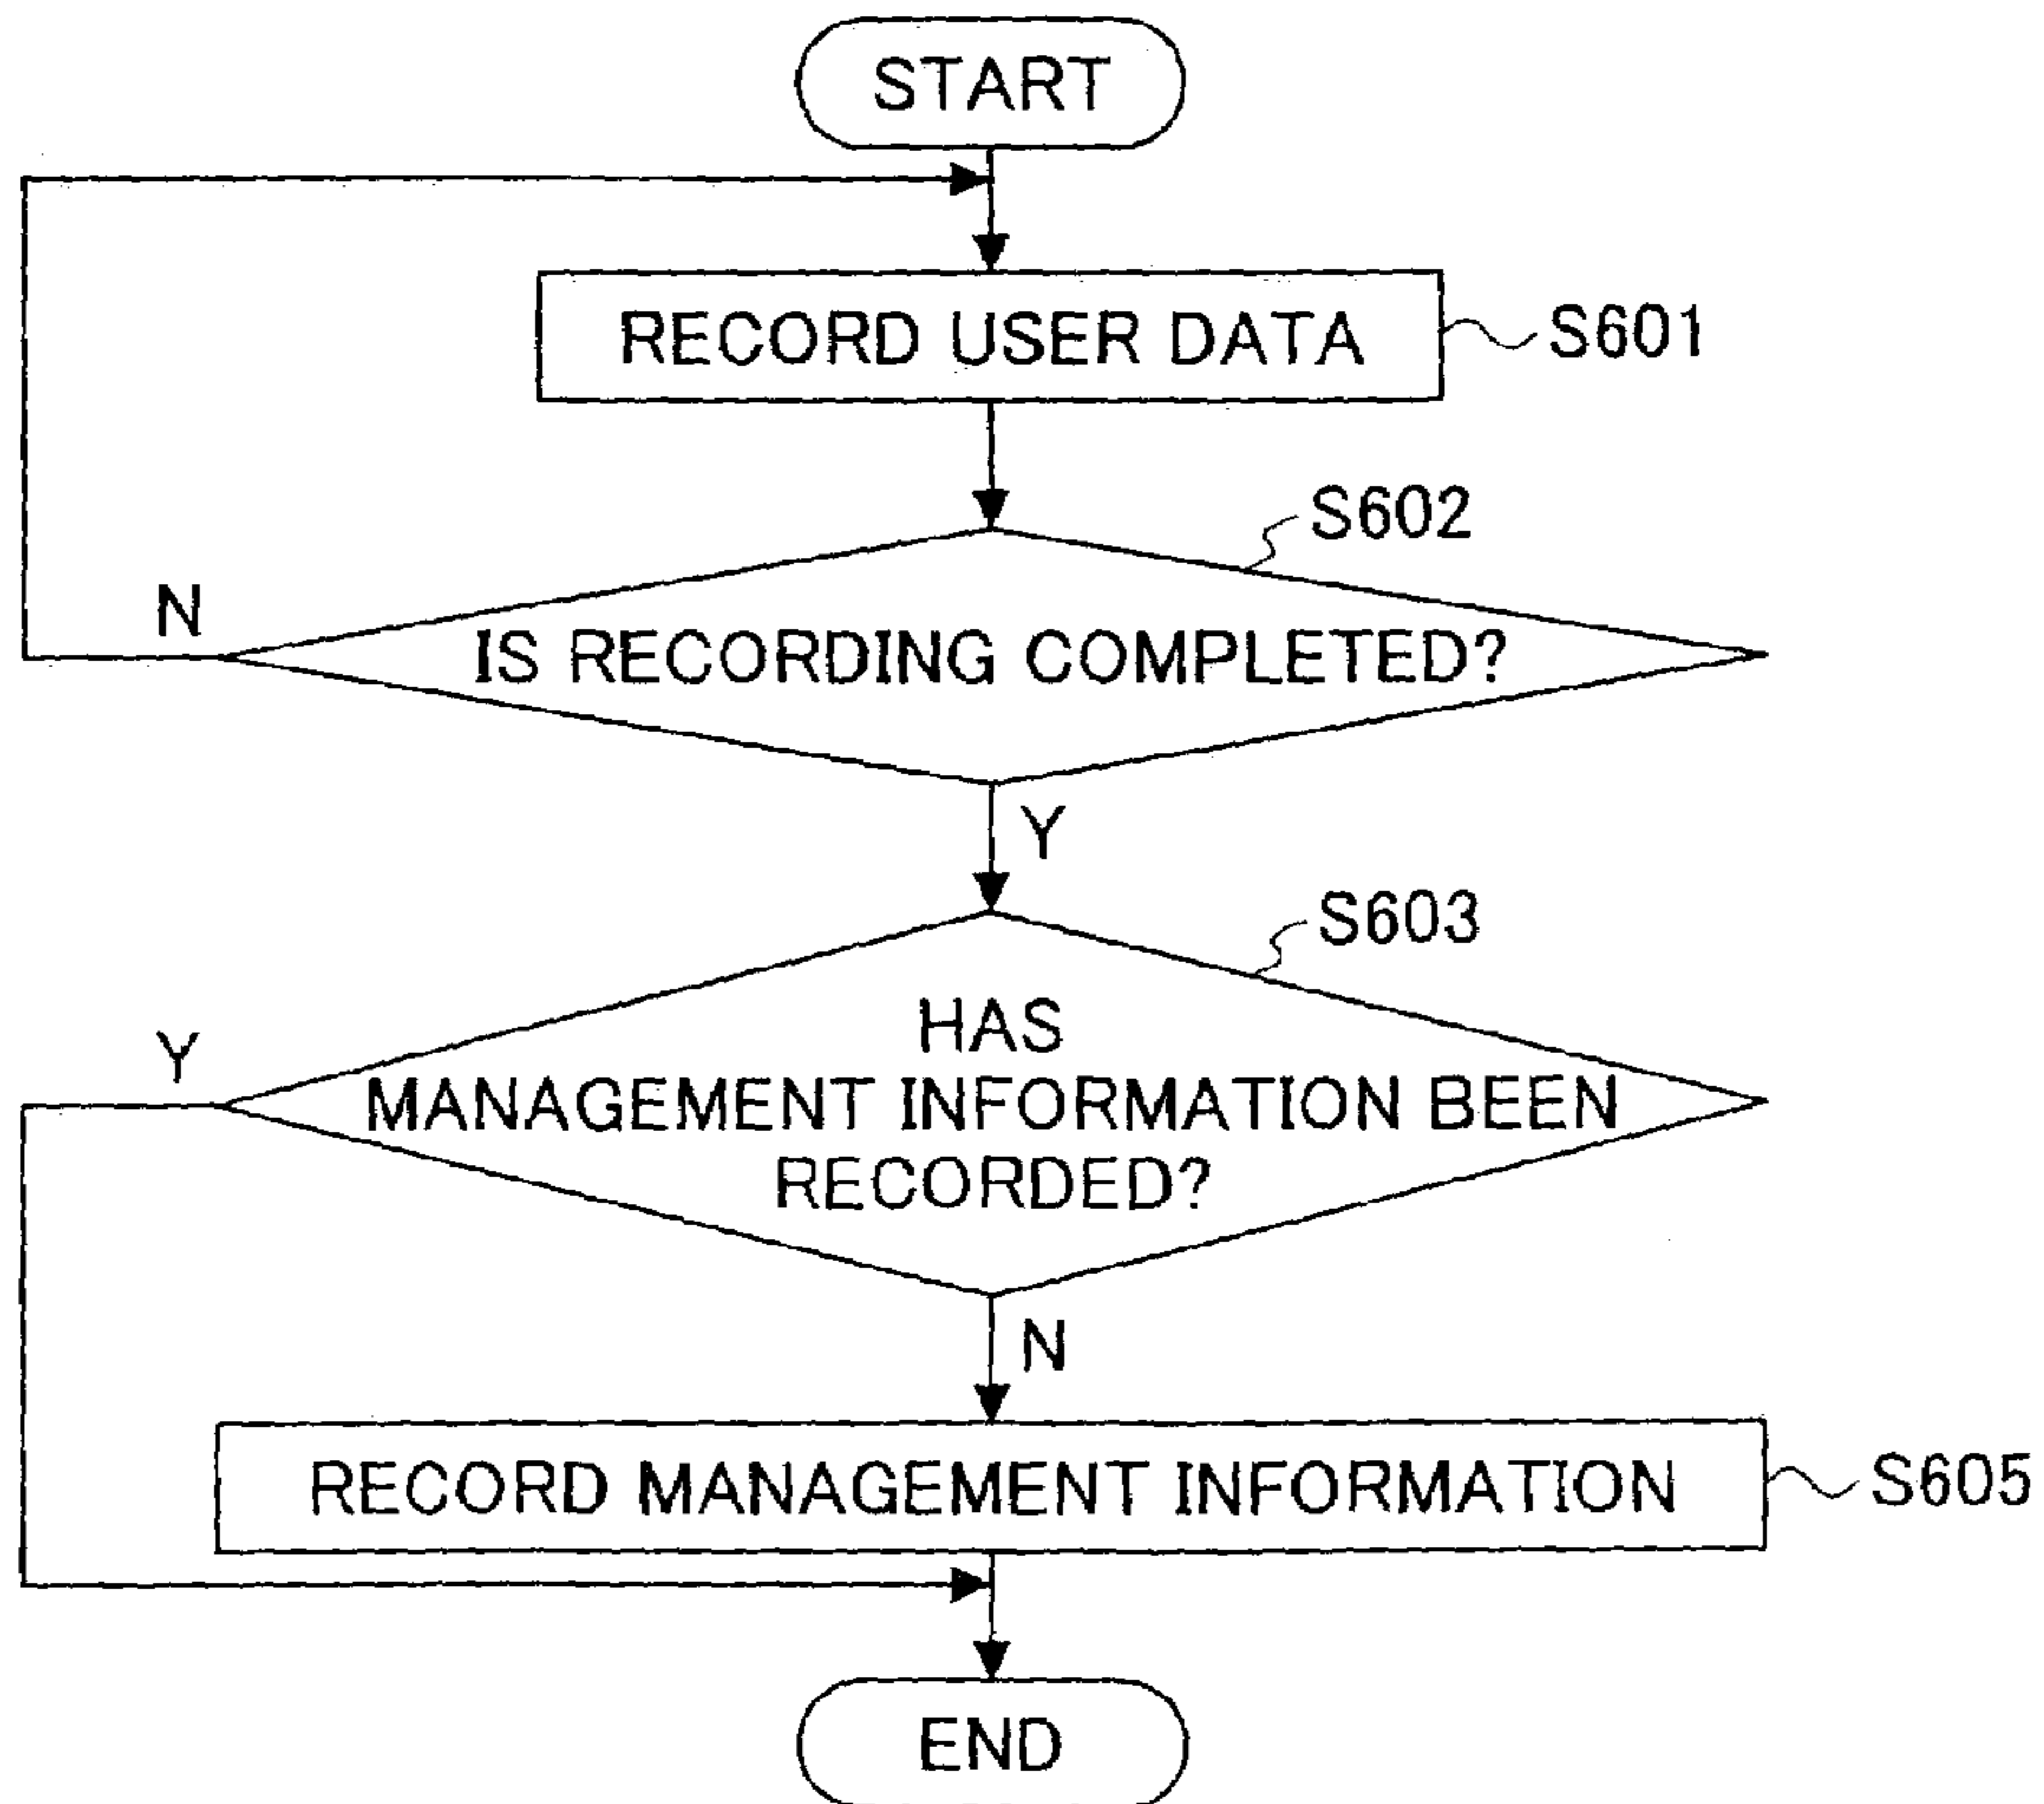 START
RECORD USER DATA
S601
S602
N
IS RECORDING COMPLETED?
Y
S603
HAS
Y
MANAGEMENT INFORMATION BEEN
RECORDED?
N
RECORD MANAGEMENT INFORMATION
S605
END